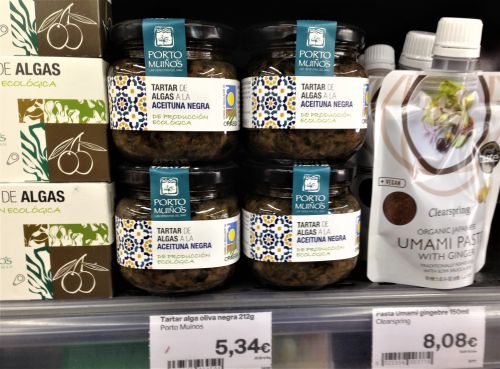 DE ALGAS
ECOLÓGICA
DE ALGAS
ECOLÓGICA
PORTO
MUIÑOS
TARTAR DE
ALGAS A LA
ACEITUNA NEGRA
DE PRODUCCIÓN
ECOLÓGICA
PORTO
MUIÑOS
TARTAR DE
ALGAS A LA
ACEITUNA NEGRA
DE PRODUCCIÓN ECOLÓGICA
PORTO
MUIÑOS
TARTAR DE
ALGAS A LA
ACEITUNA NEGRA
DE PRODUCCIÓN
ECOLÓGICA
PORTO
MUIÑOS
TARTAR DE
ALGAS A LA
ACEITUNA NEGRA
DE PRODUCCIÓN
ECOLÓGICA
VEGAN
Clearspring
ORGANIC JAPANESE
UMAMI PAST
WITH GINGER
Tartar alga oliva negra 212g
Porto Muinos
5,34€
Pasta Umami gingebre 150ml
Clearspring
8,08€